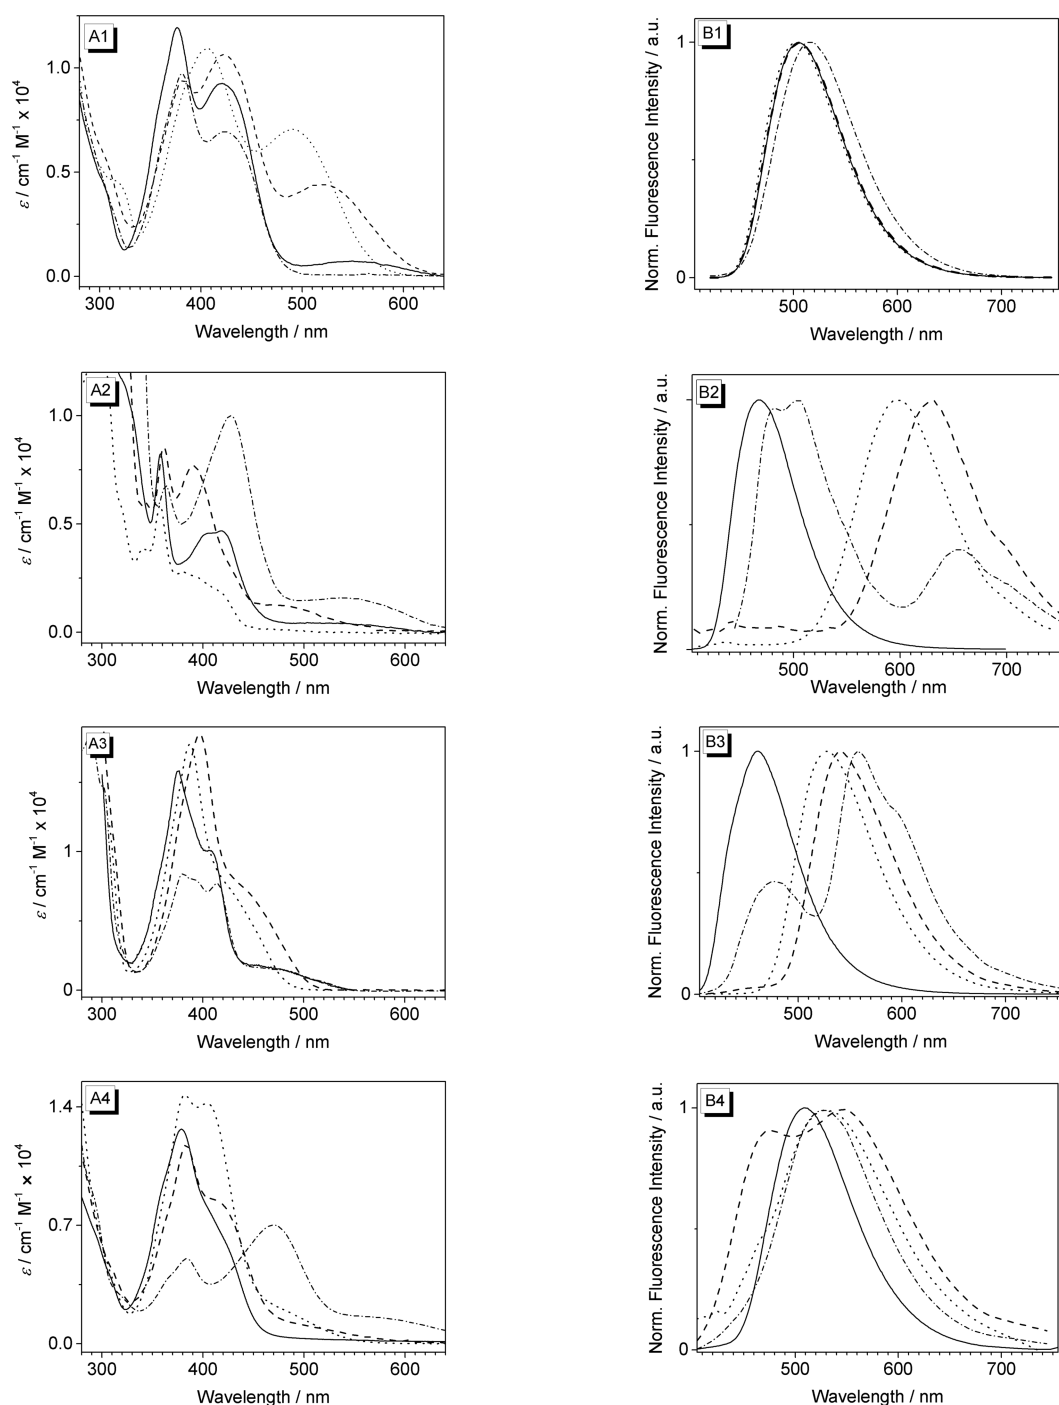 A1
ε / cm⁻¹ M⁻¹ x 10⁴
1.0
0.5
0.0
300 400 500 600
Wavelength / nm
B1
Norm. Fluorescence Intensity / a.u.
1
0
500 600 700
Wavelength / nm
A2
ε / cm⁻¹ M⁻¹ x 10⁴
1.0
0.5
0.0
300 400 500 600
Wavelength / nm
B2
Norm. Fluorescence Intensity / a.u.
500 600 700
Wavelength / nm
A3
ε / cm⁻¹ M⁻¹ x 10⁴
1
0
300 400 500 600
Wavelength / nm
B3
Norm. Fluorescence Intensity / a.u.
1
0
500 600 700
Wavelength / nm
A4
ε / cm⁻¹ M⁻¹ × 10⁴
1.4
0.7
0.0
300 400 500 600
Wavelength / nm
B4
Norm. Fluorescence Intensity / a.u.
1
0
500 600 700
Wavelength / nm